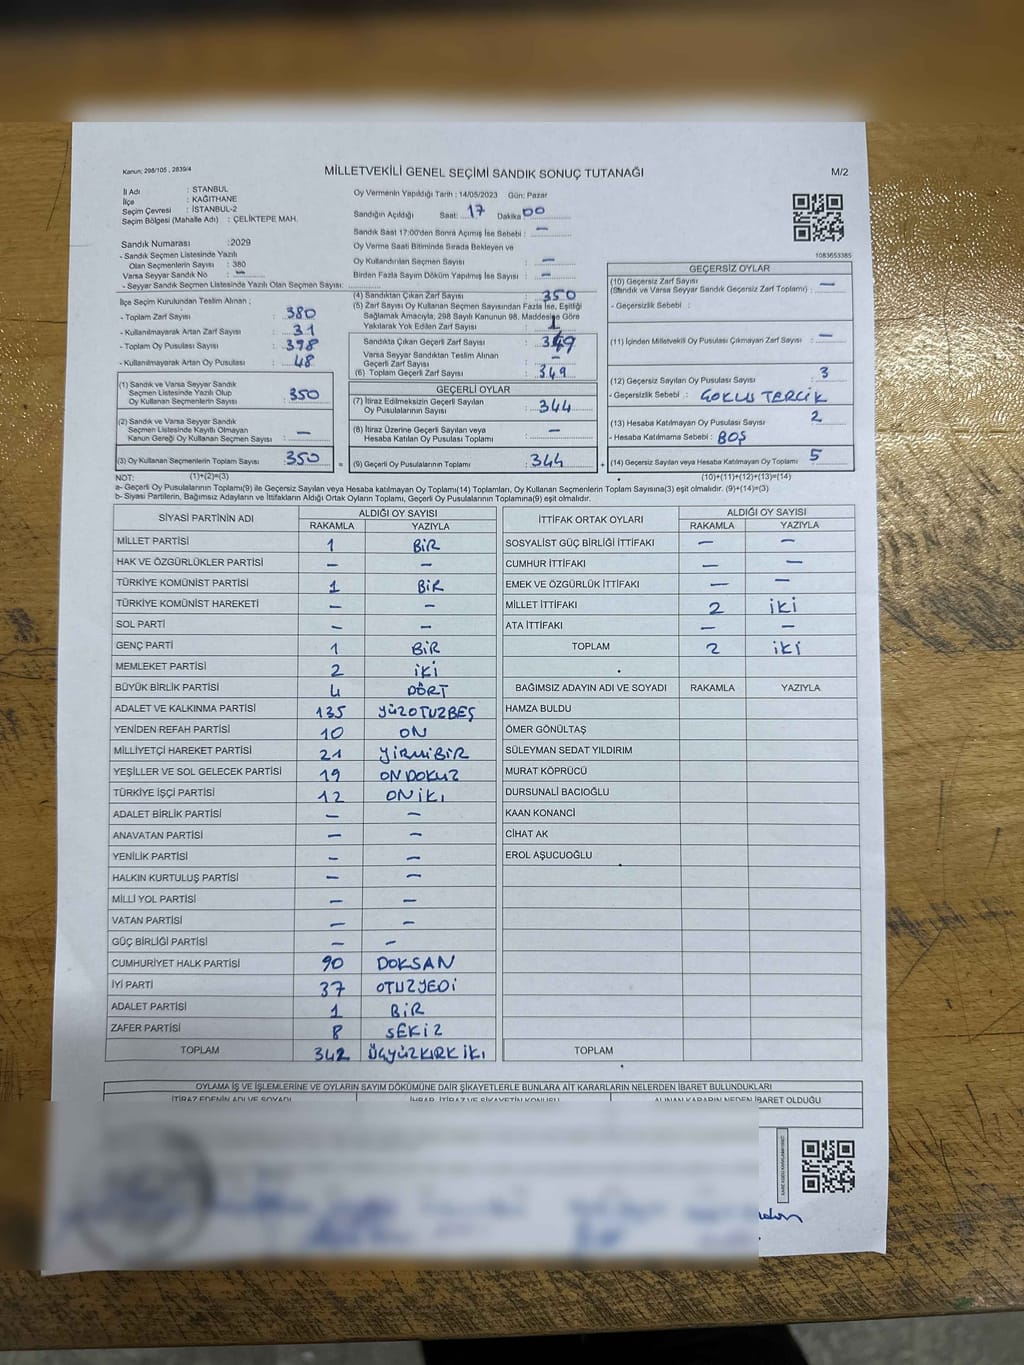 Kanun; 298/105 , 2839/4
MİLLETVEKİLİ GENEL SEÇİMİ SANDIK SONUÇ TUTANAĞI
M/2
İl Adı : STANBUL
İlçe : KAĞITHANE
Seçim Çevresi : İSTANBUL-2
Seçim Bölgesi (Mahalle Adı) : ÇELİKTEPE MAH.
Sandık Numarası :2029
- Sandık Seçmen Listesinde Yazılı
Olan Seçmenlerin Sayısı : 380
Varsa Seyyar Sandık No : —
- Seyyar Sandık Seçmen Listesinde Yazılı Olan Seçmen Sayısı:
İlçe Seçim Kurulundan Teslim Alınan ;
- Toplam Zarf Sayısı : 380
- Kullanılmayarak Artan Zarf Sayısı : 31
- Toplam Oy Pusulası Sayısı : 398
- Kullanılmayarak Artan Oy Pusulası : 48
(1) Sandık ve Varsa Seyyar Sandık
Seçmen Listesinde Yazılı Olup
Oy Kullanan Seçmenlerin Sayısı : 350
(2) Sandık ve Varsa Seyyar Sandık
Seçmen Listesinde Kayıtlı Olmayan
Kanun Gereği Oy Kullanan Seçmen Sayısı : —
(3) Oy Kullanan Seçmenlerin Toplam Sayısı : 350
(1)+(2)=(3)
Oy Vermenin Yapıldığı Tarih : 14/05/2023 Gün: Pazar
Sandığın Açıldığı Saat: 17 Dakika 00
Sandık Saat 17:00'den Sonra Açımış İse Sebebi : —
Oy Verme Saati Bitiminde Sırada Bekleyen ve
Oy Kullandırılan Seçmen Sayısı : —
Birden Fazla Sayım Döküm Yapılmış İse Sayısı : —
(4) Sandıktan Çıkan Zarf Sayısı : 350
(5) Zarf Sayısı Oy Kullanan Seçmen Sayısından Fazla İse, Eşitliği
Sağlamak Amacıyla, 298 Sayılı Kanunun 98. Maddesine Göre
Yakılarak Yok Edilen Zarf Sayısı : 1
Sandıkta Çıkan Geçerli Zarf Sayısı : 349
Varsa Seyyar Sandıktan Teslim Alınan
Geçerli Zarf Sayısı : —
(6) Toplam Geçerli Zarf Sayısı : 349
GEÇERLİ OYLAR
(7) İtiraz Edilmeksizin Geçerli Sayılan
Oy Pusulalarının Sayısı : 344
(8) İtiraz Üzerine Geçerli Sayılan veya
Hesaba Katılan Oy Pusulası Toplamı : —
= (9) Geçerli Oy Pusulalarının Toplamı : 344
1083653385
GEÇERSİZ OYLAR
(10) Geçersiz Zarf Sayısı
(Sandık ve Varsa Seyyar Sandık Geçersiz Zarf Toplamı) : —
- Geçersizlik Sebebi :
(11) İçinden Milletvekili Oy Pusulası Çıkmayan Zarf Sayısı : —
(12) Geçersiz Sayılan Oy Pusulası Sayısı : 3
- Geçersizlik Sebebi : ÇOKLU TERCİK
(13) Hesaba Katılmayan Oy Pusulası Sayısı : 2
- Hesaba Katılmama Sebebi : BOŞ
+ (14) Geçersiz Sayılan veya Hesaba Katılmayan Oy Toplamı : 5
(10)+(11)+(12)+(13)=(14)
NOT:
a- Geçerli Oy Pusulalarının Toplamı(9) ile Geçersiz Sayılan veya Hesaba katılmayan Oy Toplamı(14) Toplamları, Oy Kullanan Seçmenlerin Toplam Sayısına(3) eşit olmalıdır. (9)+(14)=(3)
b- Siyasi Partilerin, Bağımsız Adayların ve İttifakların Aldığı Ortak Oyların Toplamı, Geçerli Oy Pusulalarının Toplamına(9) eşit olmalıdır.
SİYASİ PARTİNİN ADI ALDIĞI OY SAYISI
RAKAMLA YAZIYLA
MİLLET PARTİSİ 1 BİR
HAK VE ÖZGÜRLÜKLER PARTİSİ — —
TÜRKİYE KOMÜNİST PARTİSİ 1 BİR
TÜRKİYE KOMÜNİST HAREKETİ — —
SOL PARTİ — —
GENÇ PARTİ 1 BİR
MEMLEKET PARTİSİ 2 İKİ
BÜYÜK BİRLİK PARTİSİ 4 DÖRT
ADALET VE KALKINMA PARTİSİ 135 YÜZOTUZBEŞ
YENİDEN REFAH PARTİSİ 10 ON
MİLLİYETÇİ HAREKET PARTİSİ 21 YİRMİBİR
YEŞİLLER VE SOL GELECEK PARTİSİ 19 ONDOKUZ
TÜRKİYE İŞÇİ PARTİSİ 12 ONİKİ
ADALET BİRLİK PARTİSİ — —
ANAVATAN PARTİSİ — —
YENİLİK PARTİSİ — —
HALKIN KURTULUŞ PARTİSİ — —
MİLLİ YOL PARTİSİ — —
VATAN PARTİSİ — —
GÜÇ BİRLİĞİ PARTİSİ — —
CUMHURİYET HALK PARTİSİ 90 DOKSAN
İYİ PARTİ 37 OTUZYEDİ
ADALET PARTİSİ 1 BİR
ZAFER PARTİSİ 8 SEKİZ
TOPLAM 342 ÜÇYÜZKIRKİKİ
İTTİFAK ORTAK OYLARI ALDIĞI OY SAYISI
RAKAMLA YAZIYLA
SOSYALİST GÜÇ BİRLİĞİ İTTİFAKI — —
CUMHUR İTTİFAKI — —
EMEK VE ÖZGÜRLÜK İTTİFAKI — —
MİLLET İTTİFAKI 2 İKİ
ATA İTTİFAKI — —
TOPLAM 2 İKİ
BAĞIMSIZ ADAYIN ADI VE SOYADI RAKAMLA YAZIYLA
HAMZA BULDU
ÖMER GÖNÜLTAŞ
SÜLEYMAN SEDAT YILDIRIM
MURAT KÖPRÜCÜ
DURSUNALİ BACIOĞLU
KAAN KONANCİ
CİHAT AK
EROL AŞUCUOĞLU
TOPLAM
OYLAMA İŞ VE İŞLEMLERİNE VE OYLARIN SAYIM DÖKÜMÜNE DAİR ŞİKAYETLERLE BUNLARA AİT KARARLARIN NELERDEN İBARET BULUNDUKLARI
İTİRAZ EDENİN ADI VE SOYADI İHBAR, İTİRAZ VE ŞİKAYETİN KONUSU ALINAN KARARIN NEDEN İBARET OLDUĞU